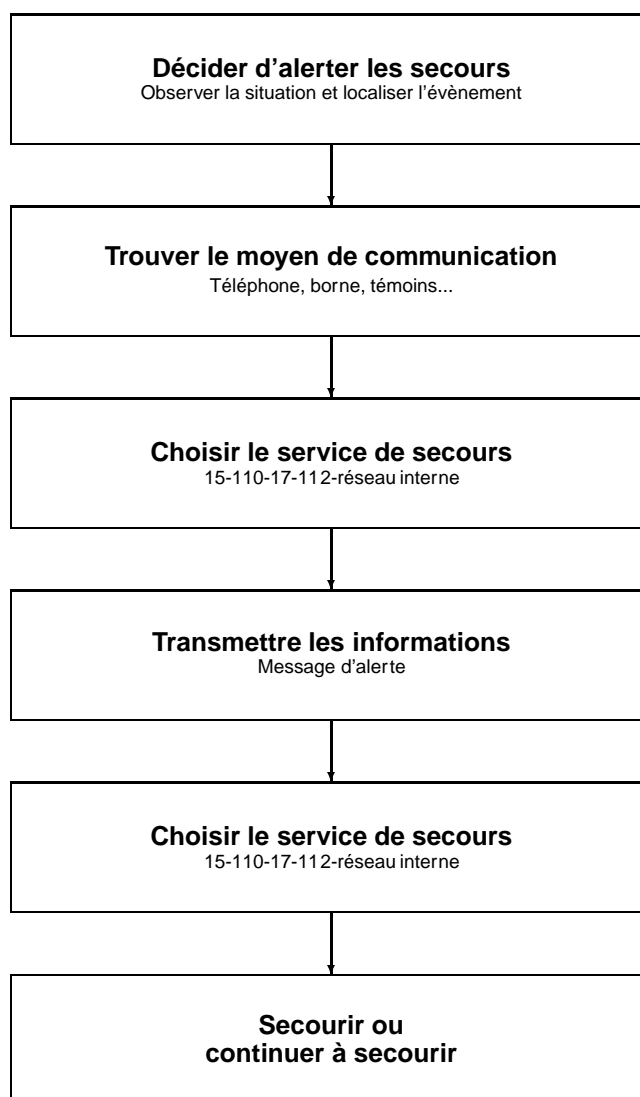 Décider d'alerter les secours
Observer la situation et localiser l'évènement
Trouver le moyen de communication
Téléphone, borne, témoins...
Choisir le service de secours
15-110-17-112-réseau interne
Transmettre les informations
Message d'alerte
Choisir le service de secours
15-110-17-112-réseau interne
Secourir ou
continuer à secourir